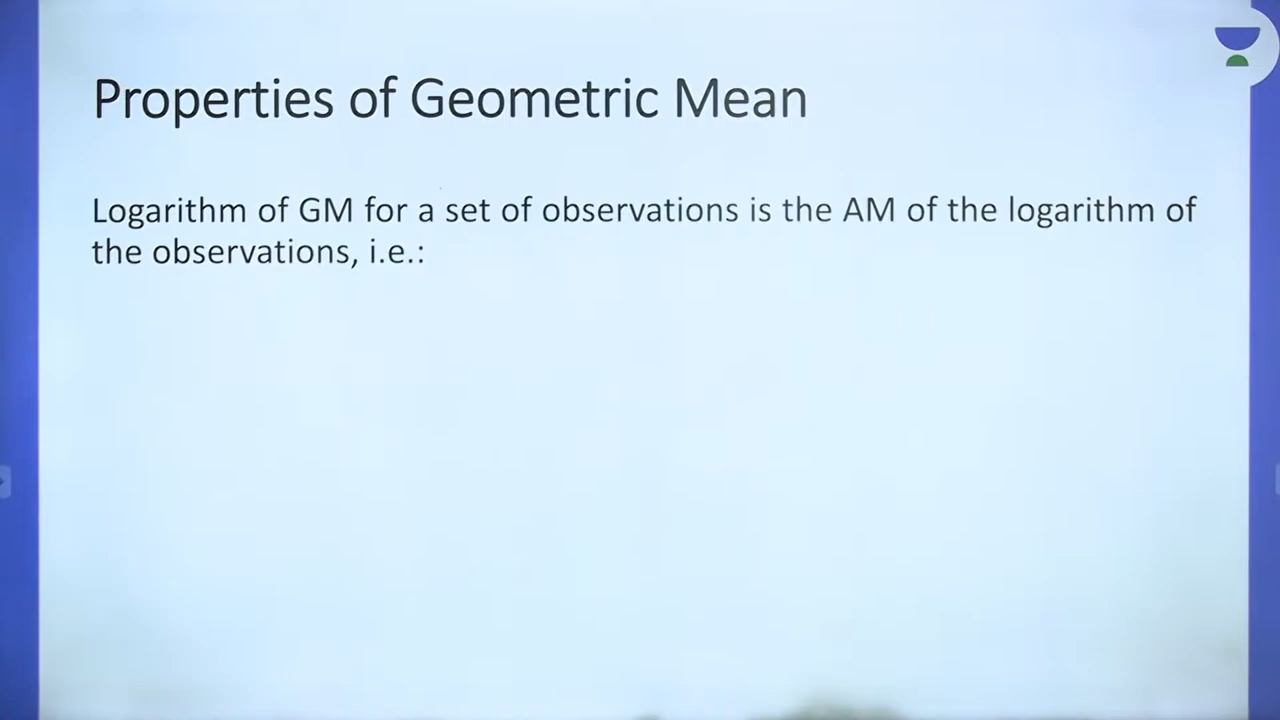 Properties of Geometric Mean
Logarithm of GM for a set of observations is the AM of the logarithm of
the observations, i.e.: